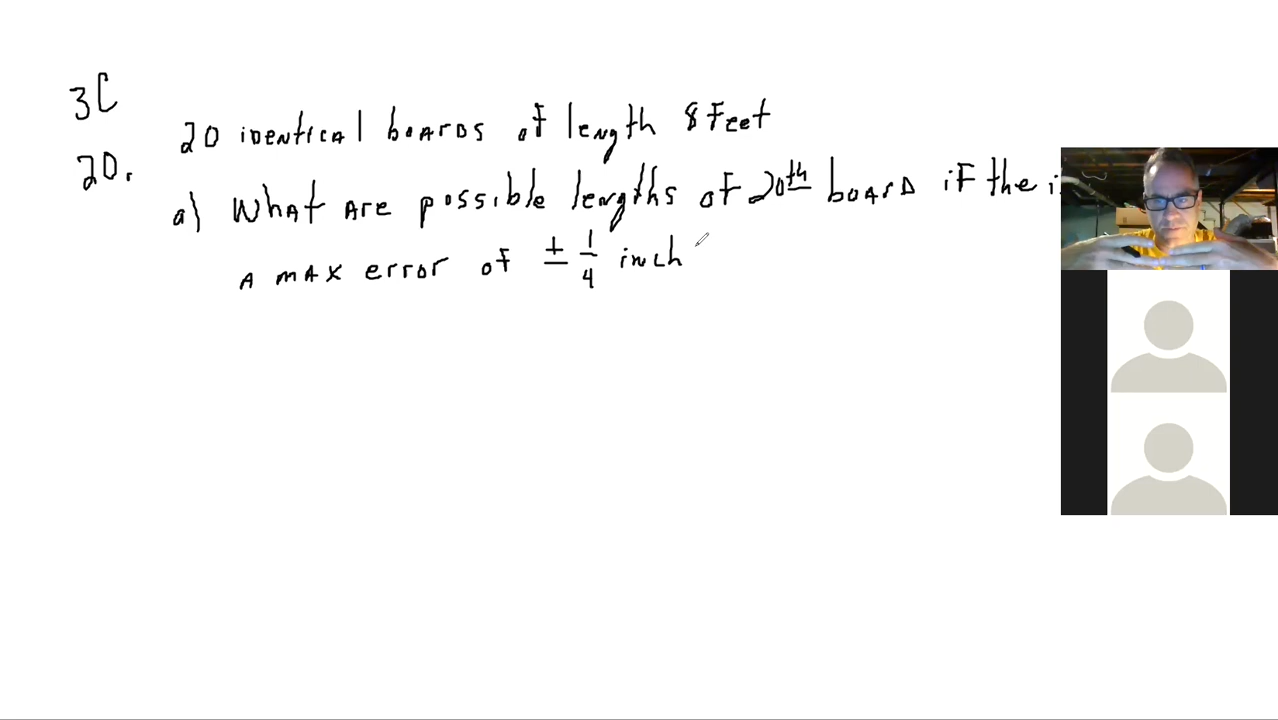 3C
20 identical boards of length 8 Feet
20.
a) What are possible lengths of 20th board if the
a max error of ± 1/4 inch